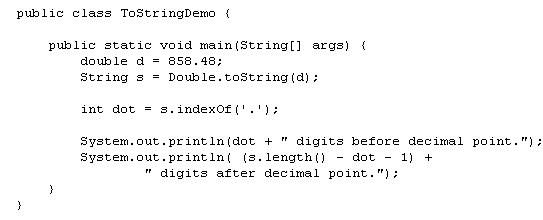 public class ToStringDemo {
public static void main(String[] args) {
double d = 858.48;
String s = Double.toString(d);
int dot = s.indexOf('.');
System.out.println(dot + " digits before decimal point.");
System.out.println( (s.length() - dot - 1) +
" digits after decimal point.");
}
}